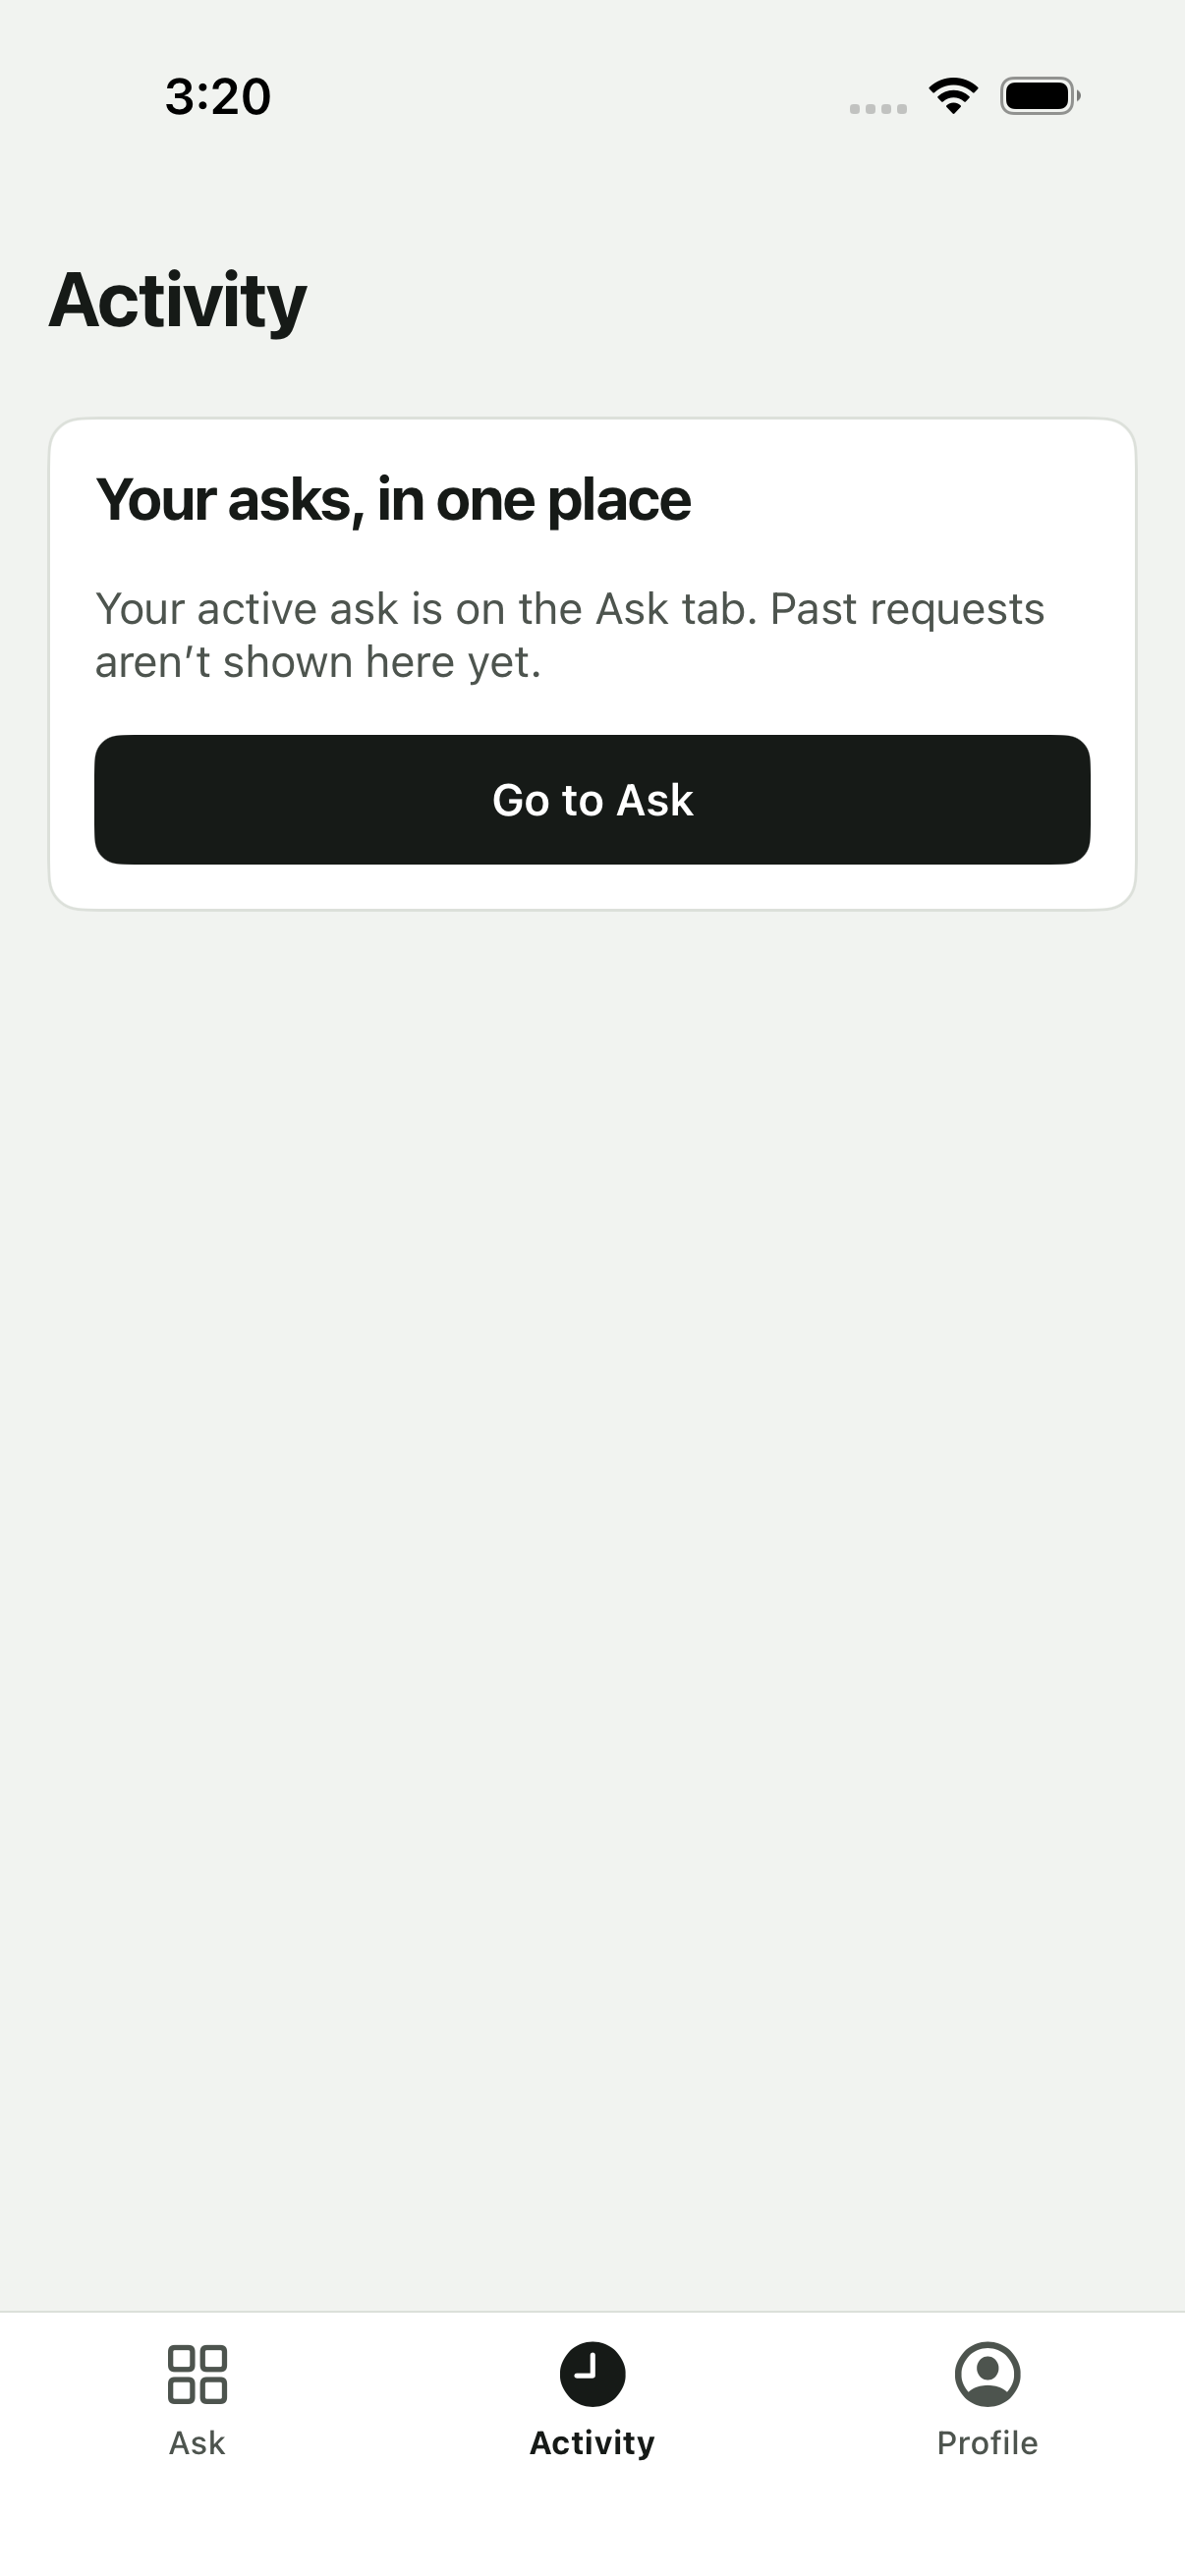 3:20
Activity
Your asks, in one place
Your active ask is on the Ask tab. Past requests
aren’t shown here yet.
Go to Ask
Ask
Activity
Profile